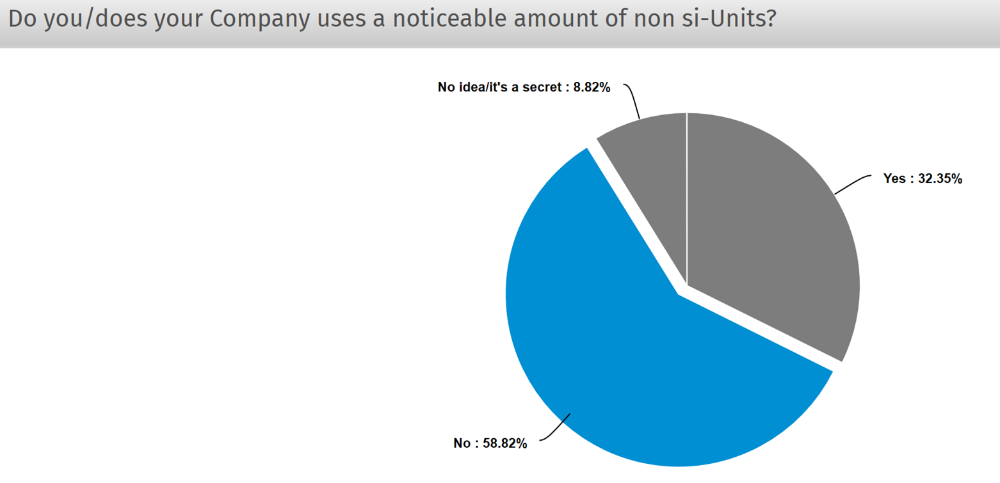 Do you/does your Company uses a noticeable amount of non si-Units?
No idea/it's a secret : 8.82%
Yes : 32.35%
No : 58.82%